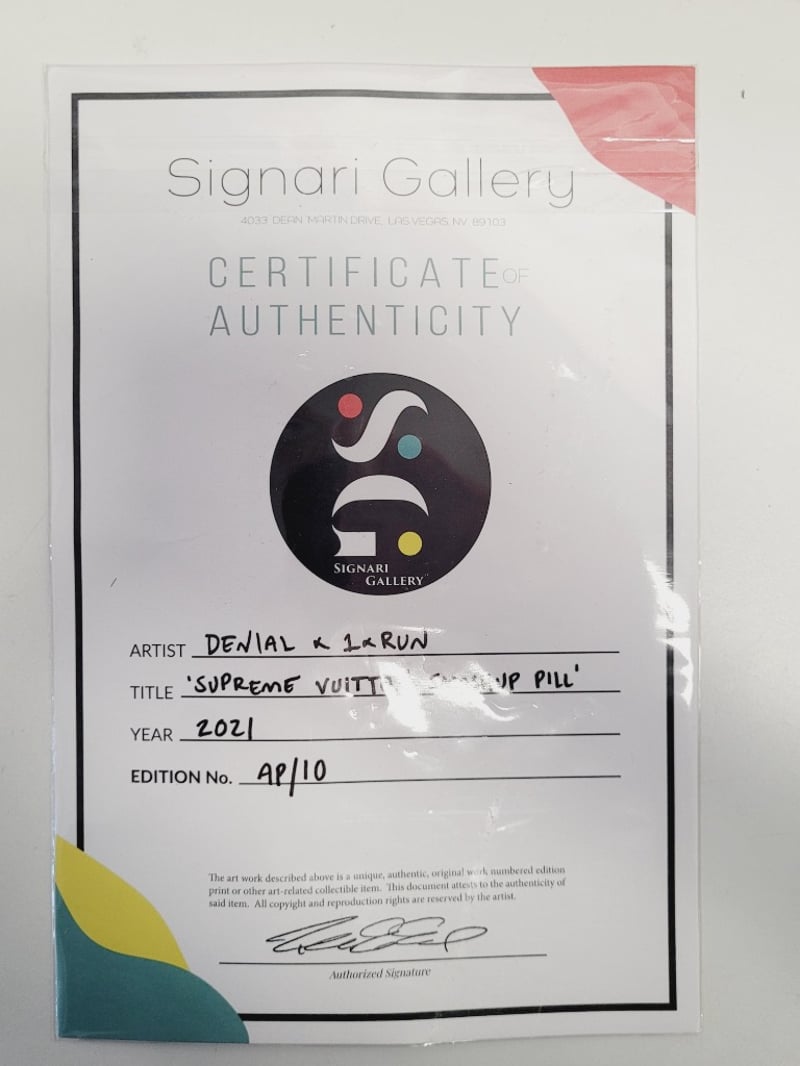 Signari Gallery
4033 DEAN MARTIN DRIVE, LAS VEGAS, NV 89103
CERTIFICATE OF
AUTHENTICITY
SG
SIGNARI
GALLERY
ARTIST DENIAL x 1xRUN
TITLE 'SUPREME UP PILL'
YEAR 2021
EDITION No. AP/10
The art work described above is a unique, authentic, original work numbered edition
print or other art-related collectible item. This document attests to the authenticity of
said item. All copyright and reproduction rights are reserved by the artist.
Authorized Signature